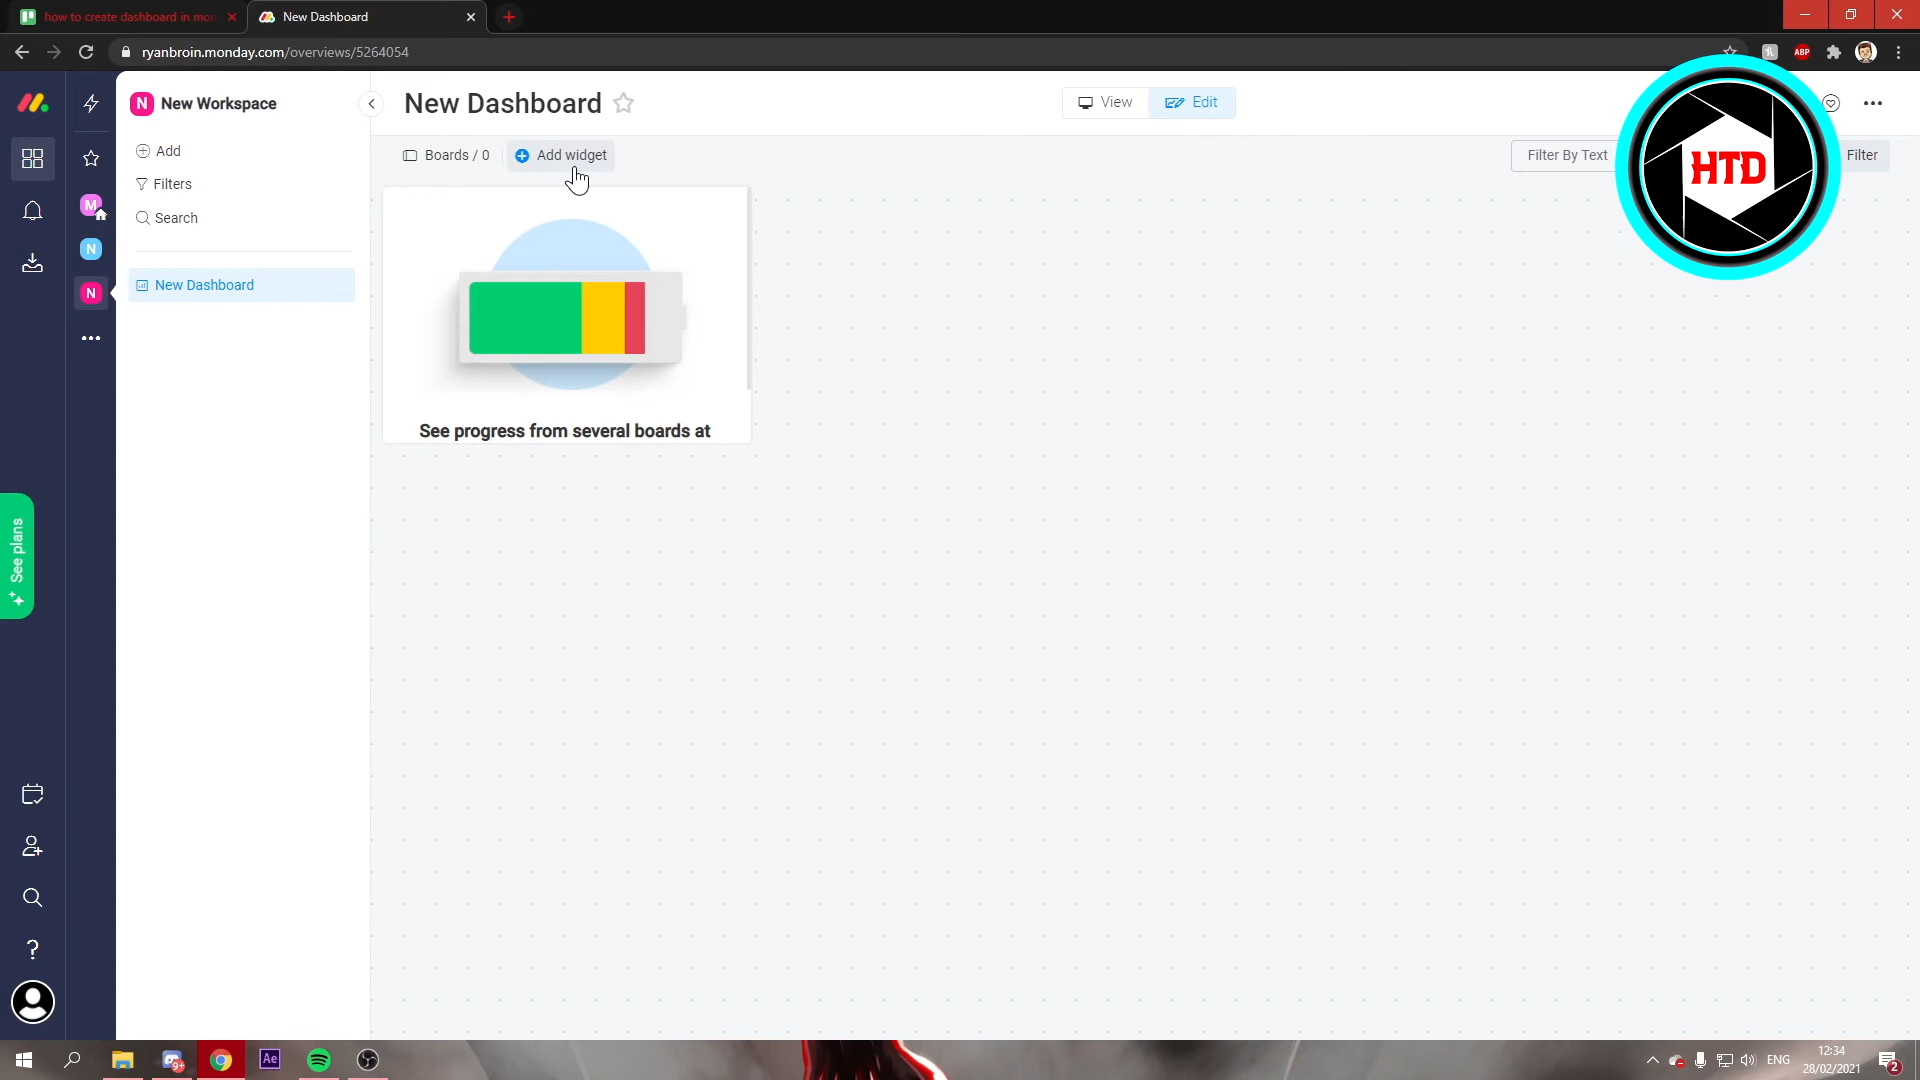 how to create dashboard in mon
New Dashboard
ryanbroin.monday.com/overviews/5264054
ABP
N New Workspace
New Dashboard
View
Edit
Add
Filters
Search
New Dashboard
M
N
N
Boards / 0
Add widget
Filter By Text
Filter
HTD
See progress from several boards at
See plans
?
9+
Ae
ENG
12:34
28/02/2021
2